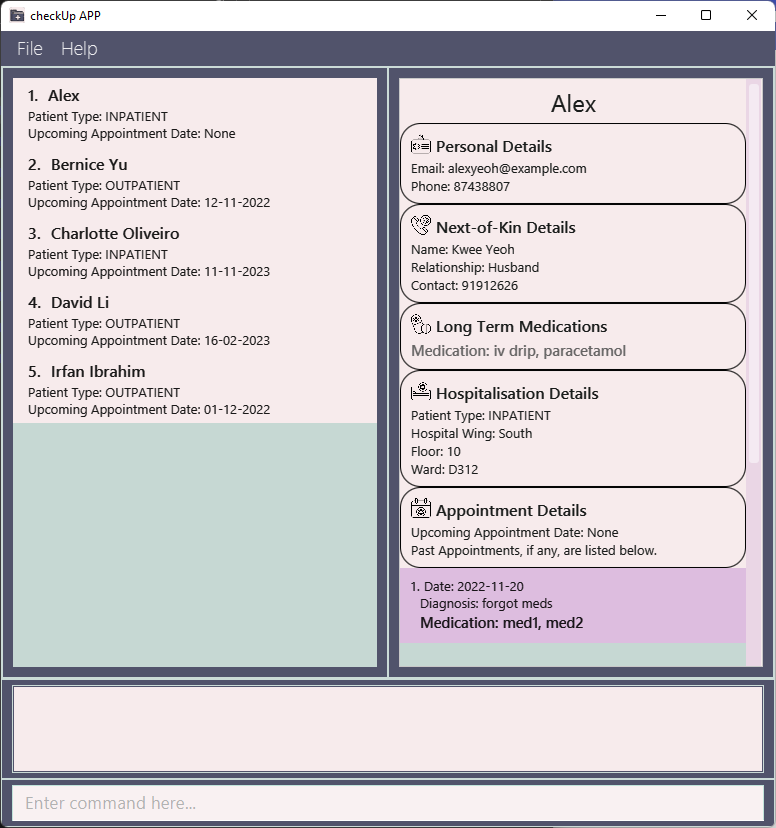 checkUp APP
File Help
1. Alex
Patient Type: INPATIENT
Upcoming Appointment Date: None
2. Bernice Yu
Patient Type: OUTPATIENT
Upcoming Appointment Date: 12-11-2022
3. Charlotte Oliveiro
Patient Type: INPATIENT
Upcoming Appointment Date: 11-11-2023
4. David Li
Patient Type: OUTPATIENT
Upcoming Appointment Date: 16-02-2023
5. Irfan Ibrahim
Patient Type: OUTPATIENT
Upcoming Appointment Date: 01-12-2022
Alex
Personal Details
Email: alexyeoh@example.com
Phone: 87438807
Next-of-Kin Details
Name: Kwee Yeoh
Relationship: Husband
Contact: 91912626
Long Term Medications
Medication: iv drip, paracetamol
Hospitalisation Details
Patient Type: INPATIENT
Hospital Wing: South
Floor: 10
Ward: D312
Appointment Details
Upcoming Appointment Date: None
Past Appointments, if any, are listed below.
1. Date: 2022-11-20
Diagnosis: forgot meds
Medication: med1, med2
Enter command here...